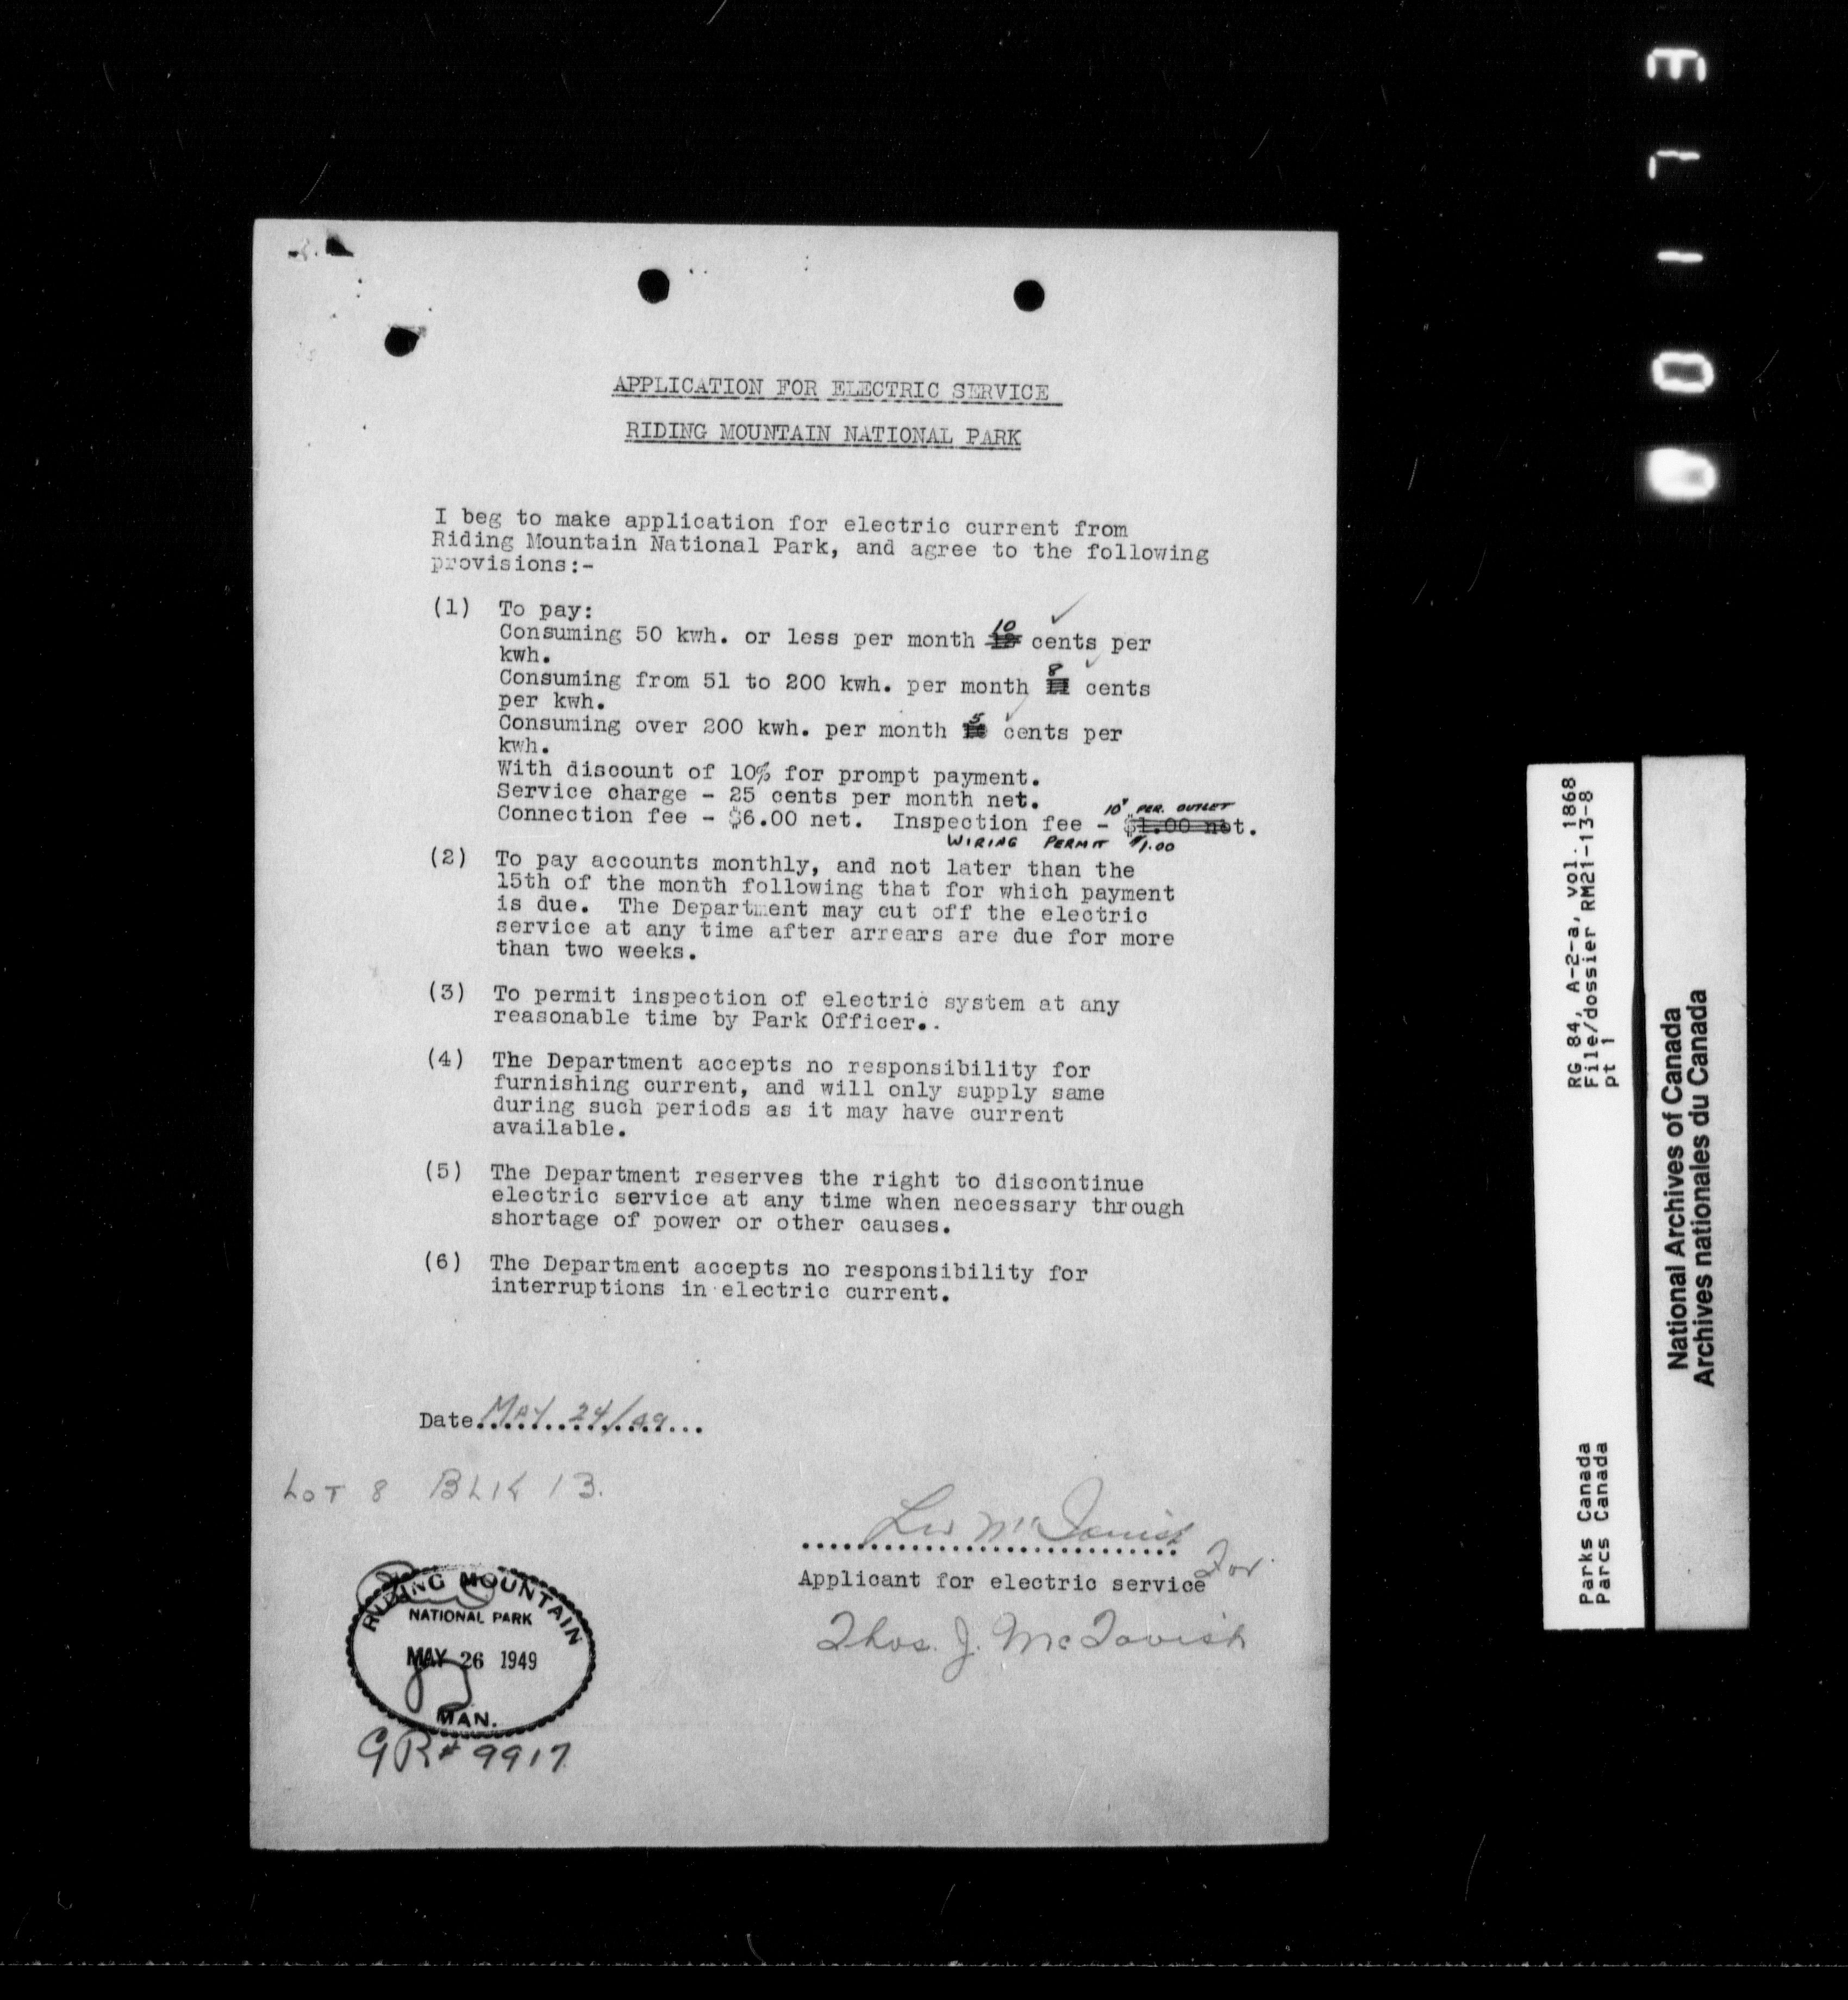 APPLICATION FOR ELECTRIC SERVICE
RIDING MOUNTAIN NATIONAL PARK
I beg to make application for electric current from
Riding Mountain National Park, and agree to the following
provisions:-
(1) To pay:
10
Consuming 50 kwh. or less per month cents per
kwh.
8
Consuming from 51 to 200 kwh. per month cents
per kwh.
5
Consuming over 200 kwh. per month cents per
kwh.
With discount of 10% for prompt payment.
Service charge - 25 cents per month net.
10¢ PER. OUTLET
Connection fee - $6.00 net. Inspection fee - $1.00 net.
WIRING PERMIT $1.00
(2) To pay accounts monthly, and not later than the
15th of the month following that for which payment
is due. The Department may cut off the electric
service at any time after arrears are due for more
than two weeks.
(3) To permit inspection of electric system at any
reasonable time by Park Officer..
(4) The Department accepts no responsibility for
furnishing current, and will only supply same
during such periods as it may have current
available.
(5) The Department reserves the right to discontinue
electric service at any time when necessary through
shortage of power or other causes.
(6) The Department accepts no responsibility for
interruptions in electric current.
Date MAY 24/49
LOT 8 BLK 13.
For
Applicant for electric service
Thos. J. McTavish
RIDING MOUNTAIN
NATIONAL PARK
MAY 26 1949
MAN.
GR# 9917
RG 84, A-2-a, vol. 1868
File/dossier RM21-13-8
pt 1
Parks Canada
Parcs Canada
National Archives of Canada
Archives nationales du Canada